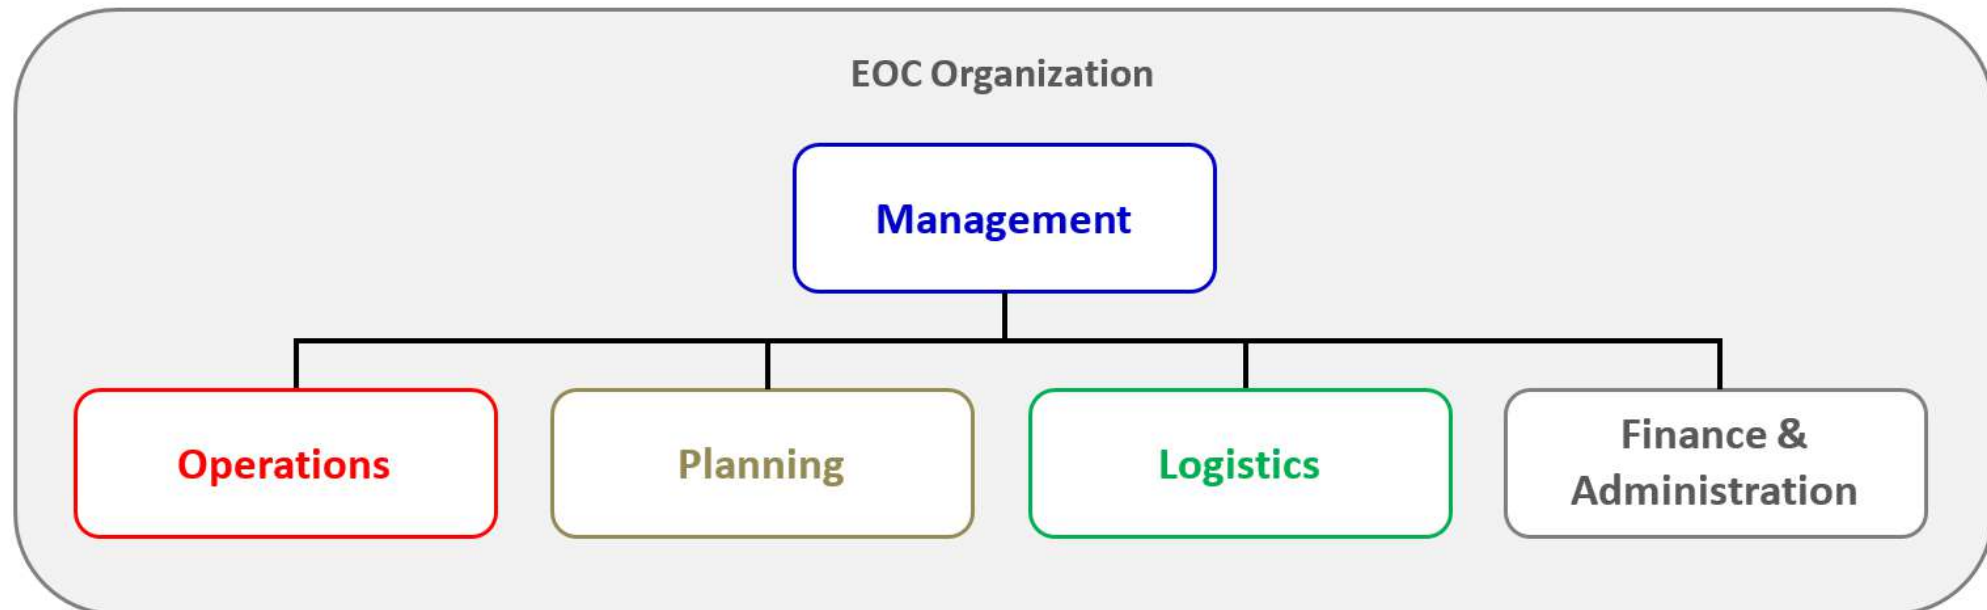 EOC Organization
Management
Operations
Planning
Logistics
Finance &
Administration